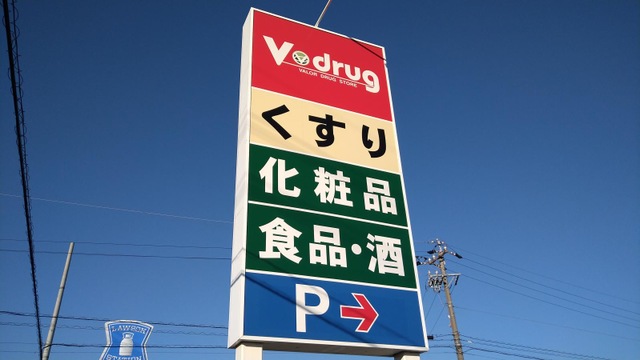 V・drug
VALOR DRUG STORE
くすり
化粧品
食品・酒
P →
LAWSON
STATION